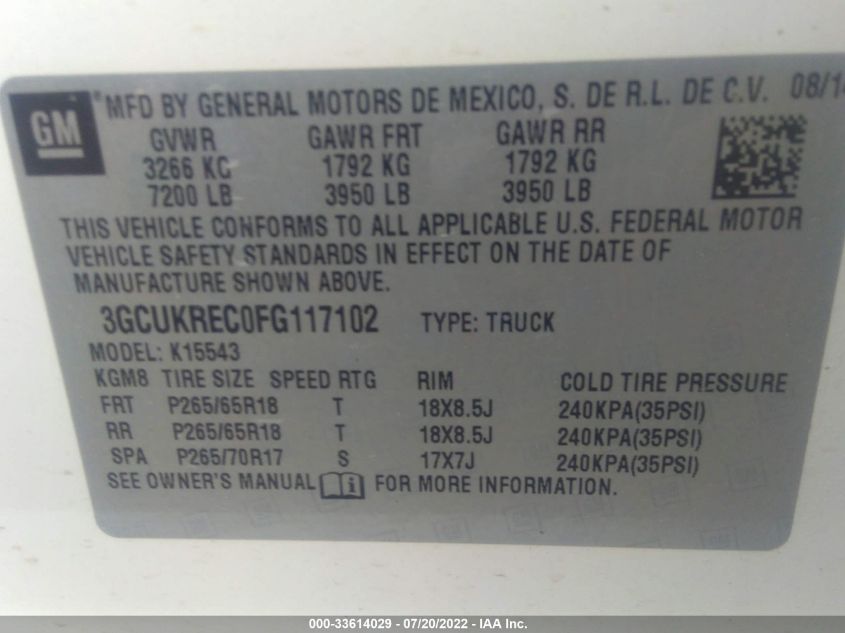 GM
MFD BY GENERAL MOTORS DE MEXICO, S. DE R.L. DE C.V. 08/14
GVWR GAWR FRT GAWR RR
3266 KG 1792 KG 1792 KG
7200 LB 3950 LB 3950 LB
THIS VEHICLE CONFORMS TO ALL APPLICABLE U.S. FEDERAL MOTOR
VEHICLE SAFETY STANDARDS IN EFFECT ON THE DATE OF
MANUFACTURE SHOWN ABOVE.
3GCUKREC0FG117102 TYPE: TRUCK
MODEL: K15543
KGM8 TIRE SIZE SPEED RTG RIM COLD TIRE PRESSURE
FRT P265/65R18 T 18X8.5J 240KPA(35PSI)
RR P265/65R18 T 18X8.5J 240KPA(35PSI)
SPA P265/70R17 S 17X7J 240KPA(35PSI)
SEE OWNER'S MANUAL i FOR MORE INFORMATION.
000-33614029 - 07/20/2022 - IAA Inc.